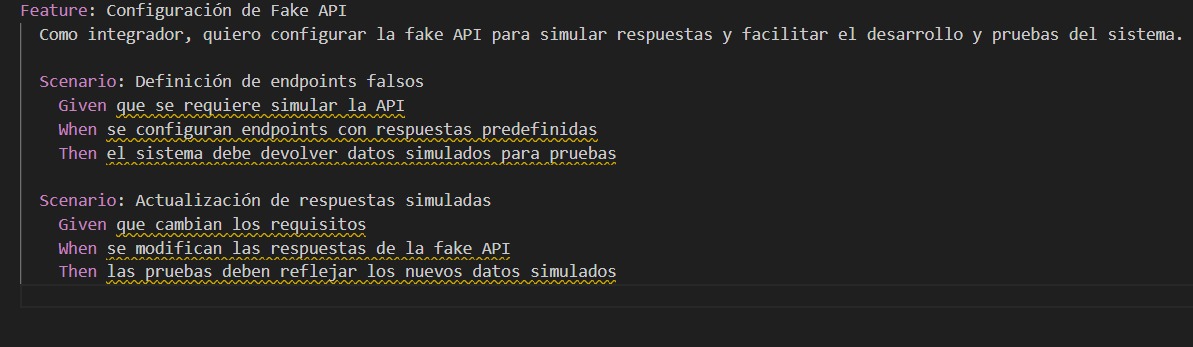 Feature: Configuración de Fake API
Como integrador, quiero configurar la fake API para simular respuestas y facilitar el desarrollo y pruebas del sistema.
Scenario: Definición de endpoints falsos
Given que se requiere simular la API
When se configuran endpoints con respuestas predefinidas
Then el sistema debe devolver datos simulados para pruebas
Scenario: Actualización de respuestas simuladas
Given que cambian los requisitos
When se modifican las respuestas de la fake API
Then las pruebas deben reflejar los nuevos datos simulados